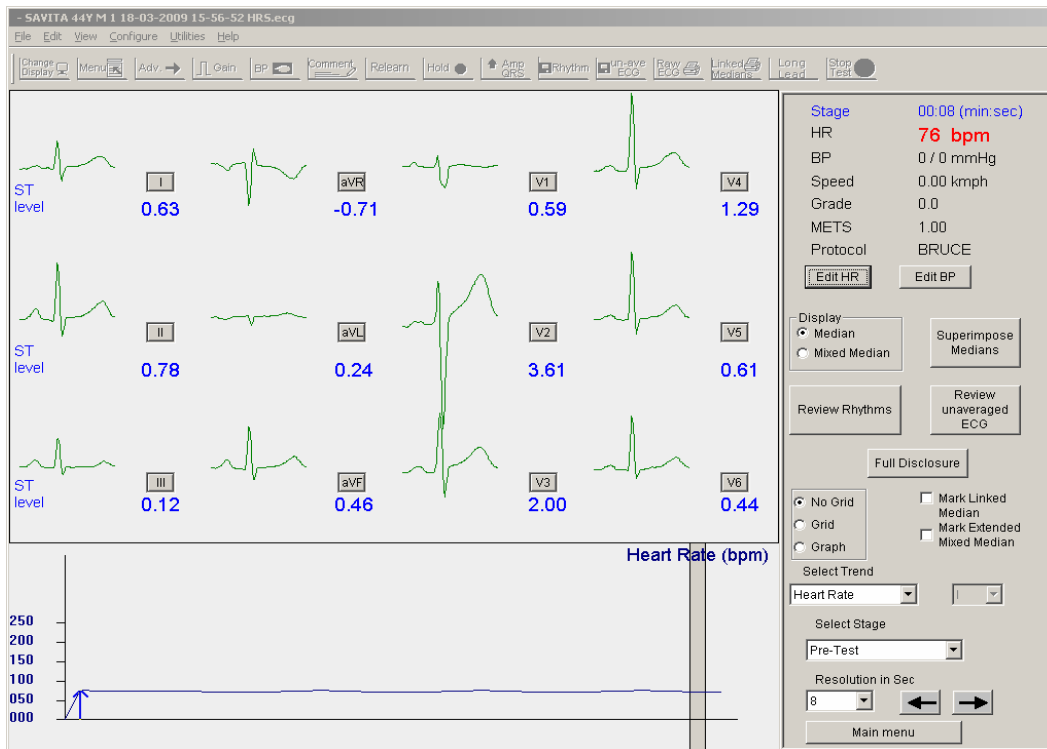 - SAVITA 44Y M 1 18-03-2009 15-56-52 HRS.ecg
File Edit View Configure Utilities Help
Change Display Menu Adv. Gain BP Comment Relearn Hold Amp QRS Rhythm un-ave ECG Raw ECG Linked Medians Long Lead Stop Test
I aVR V1 V4
ST level 0.63 -0.71 0.59 1.29
II aVL V2 V5
ST level 0.78 0.24 3.61 0.61
III aVF V3 V6
ST level 0.12 0.46 2.00 0.44
Heart Rate (bpm)
250
200
150
100
050
000
Stage 00:08 (min:sec)
HR 76 bpm
BP 0 / 0 mmHg
Speed 0.00 kmph
Grade 0.0
METS 1.00
Protocol BRUCE
Edit HR Edit BP
Display
Median
Mixed Median
Superimpose
Medians
Review Rhythms
Review
unaveraged
ECG
Full Disclosure
No Grid
Grid
Graph
Mark Linked
Median
Mark Extended
Mixed Median
Select Trend
Heart Rate I
Select Stage
Pre-Test
Resolution in Sec
8
Main menu